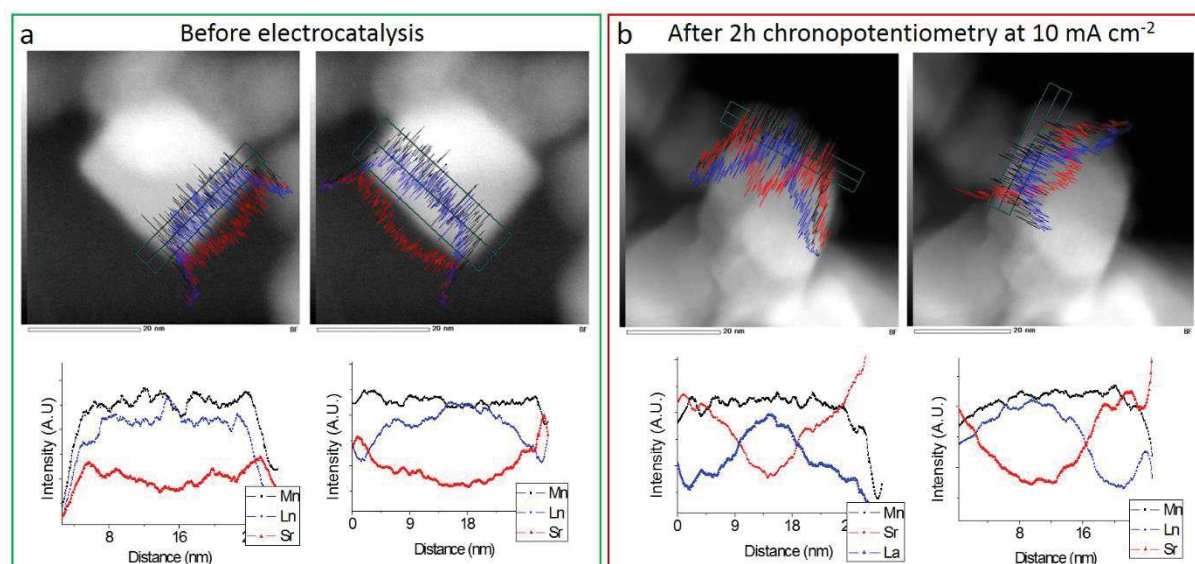 a Before electrocatalysis
20 nm
BF
20 nm
BF
Intensity (A.U.)
Mn
Ln
Sr
8
16
2
Distance (nm)
Intensity (A.U.)
Mn
Ln
Sr
0
9
18
Distance (nm)
b After 2h chronopotentiometry at 10 mA cm-2
20 nm
BF
20 nm
BF
Intensity (A.U.)
Mn
Sr
La
0
9
18
2
Distance (nm)
Intensity (A.U.)
Mn
Ln
Sr
8
16
Distance (nm)